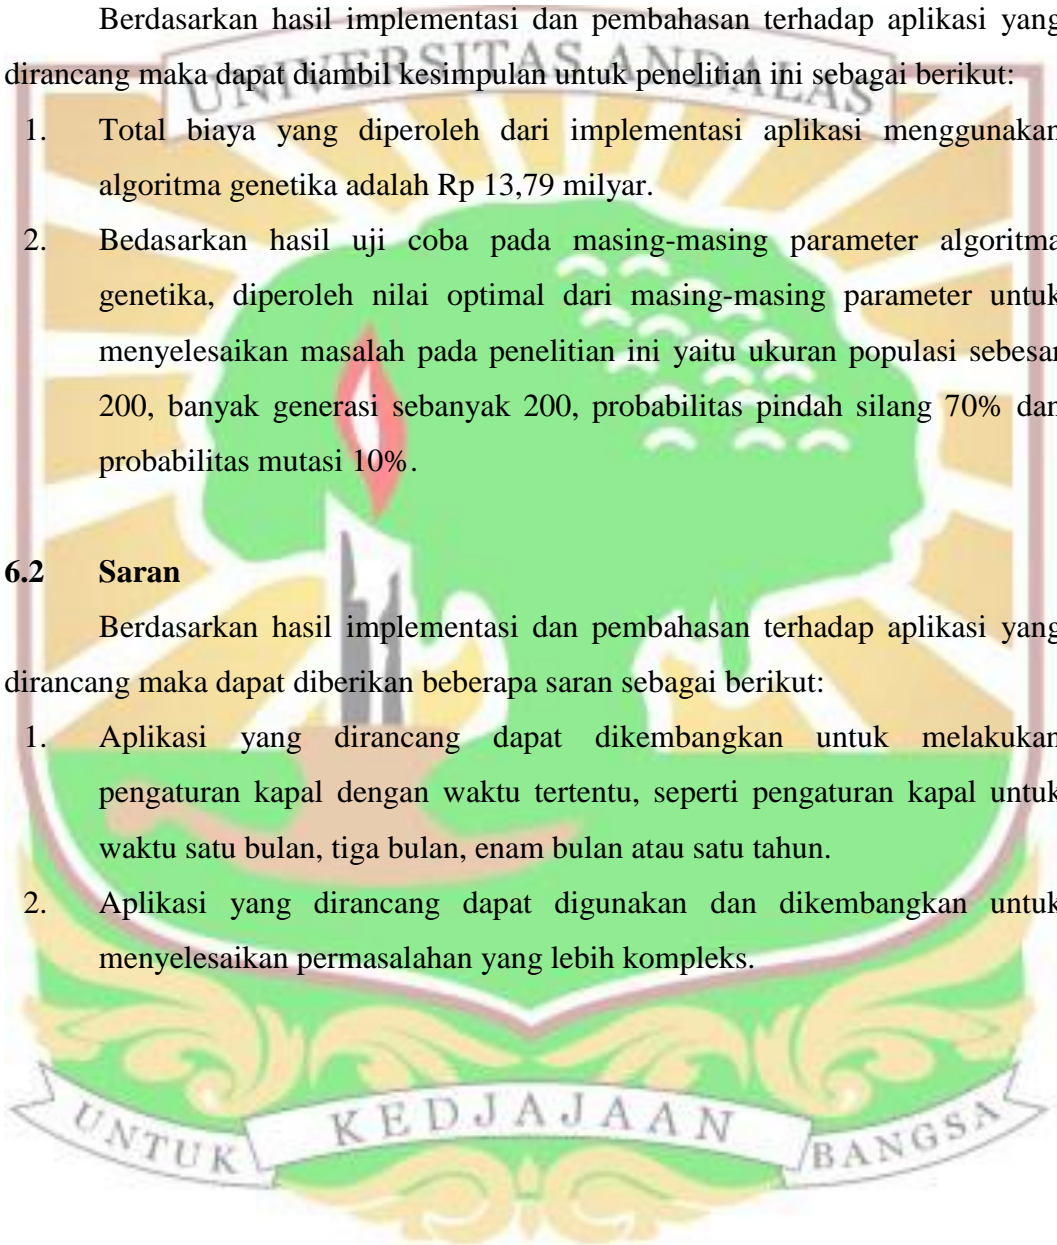 Berdasarkan hasil implementasi dan pembahasan terhadap aplikasi yang
dirancang maka dapat diambil kesimpulan untuk penelitian ini sebagai berikut:
UNIVERSITAS ANDALAS
1. Total biaya yang diperoleh dari implementasi aplikasi menggunakan
algoritma genetika adalah Rp 13,79 milyar.
2. Bedasarkan hasil uji coba pada masing-masing parameter algoritma
genetika, diperoleh nilai optimal dari masing-masing parameter untuk
menyelesaikan masalah pada penelitian ini yaitu ukuran populasi sebesar
200, banyak generasi sebanyak 200, probabilitas pindah silang 70% dan
probabilitas mutasi 10%.
6.2 Saran
Berdasarkan hasil implementasi dan pembahasan terhadap aplikasi yang
dirancang maka dapat diberikan beberapa saran sebagai berikut:
1. Aplikasi yang dirancang dapat dikembangkan untuk melakukan
pengaturan kapal dengan waktu tertentu, seperti pengaturan kapal untuk
waktu satu bulan, tiga bulan, enam bulan atau satu tahun.
2. Aplikasi yang dirancang dapat digunakan dan dikembangkan untuk
menyelesaikan permasalahan yang lebih kompleks.
UNTUK KEDJAJAAN BANGSA